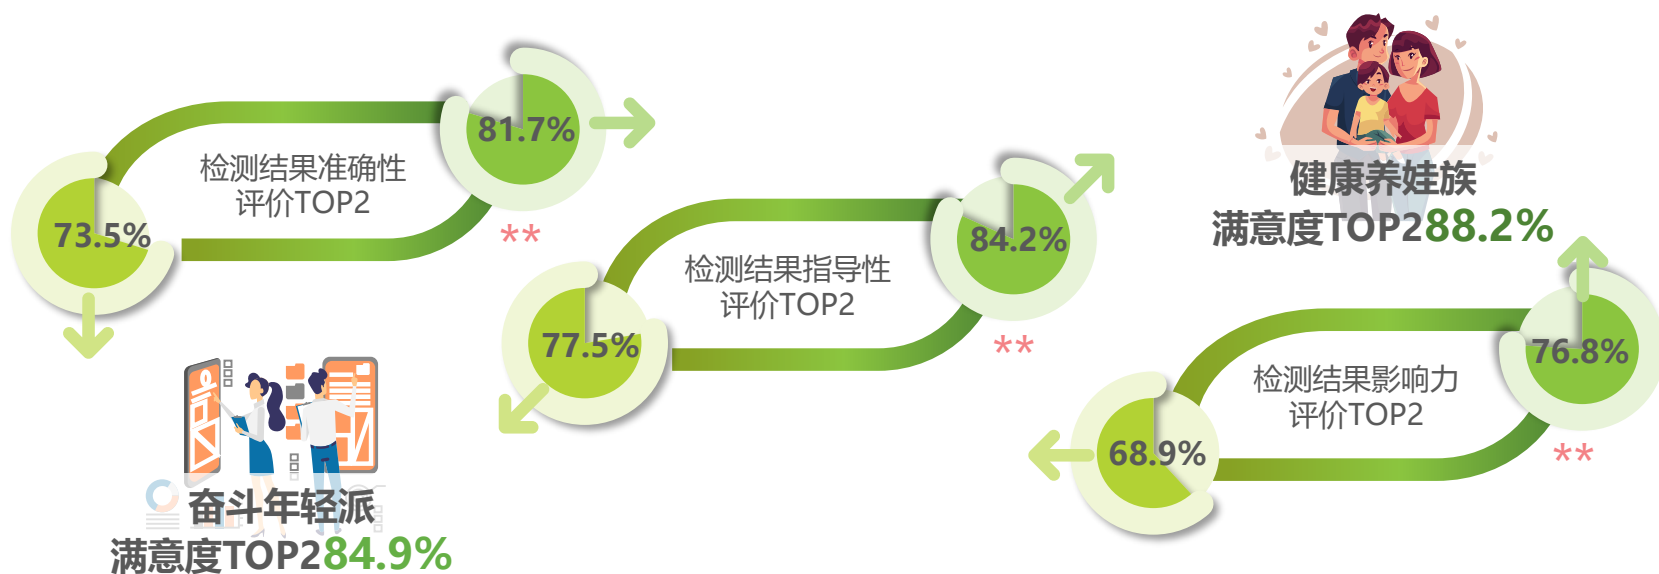 81.7%
检测结果准确性
评价TOP2
73.5%
**
84.2%
检测结果指导性
评价TOP2
77.5%
**
健康养娃族
满意度TOP288.2%
76.8%
检测结果影响力
评价TOP2
68.9%
**
奋斗年轻派
满意度TOP284.9%